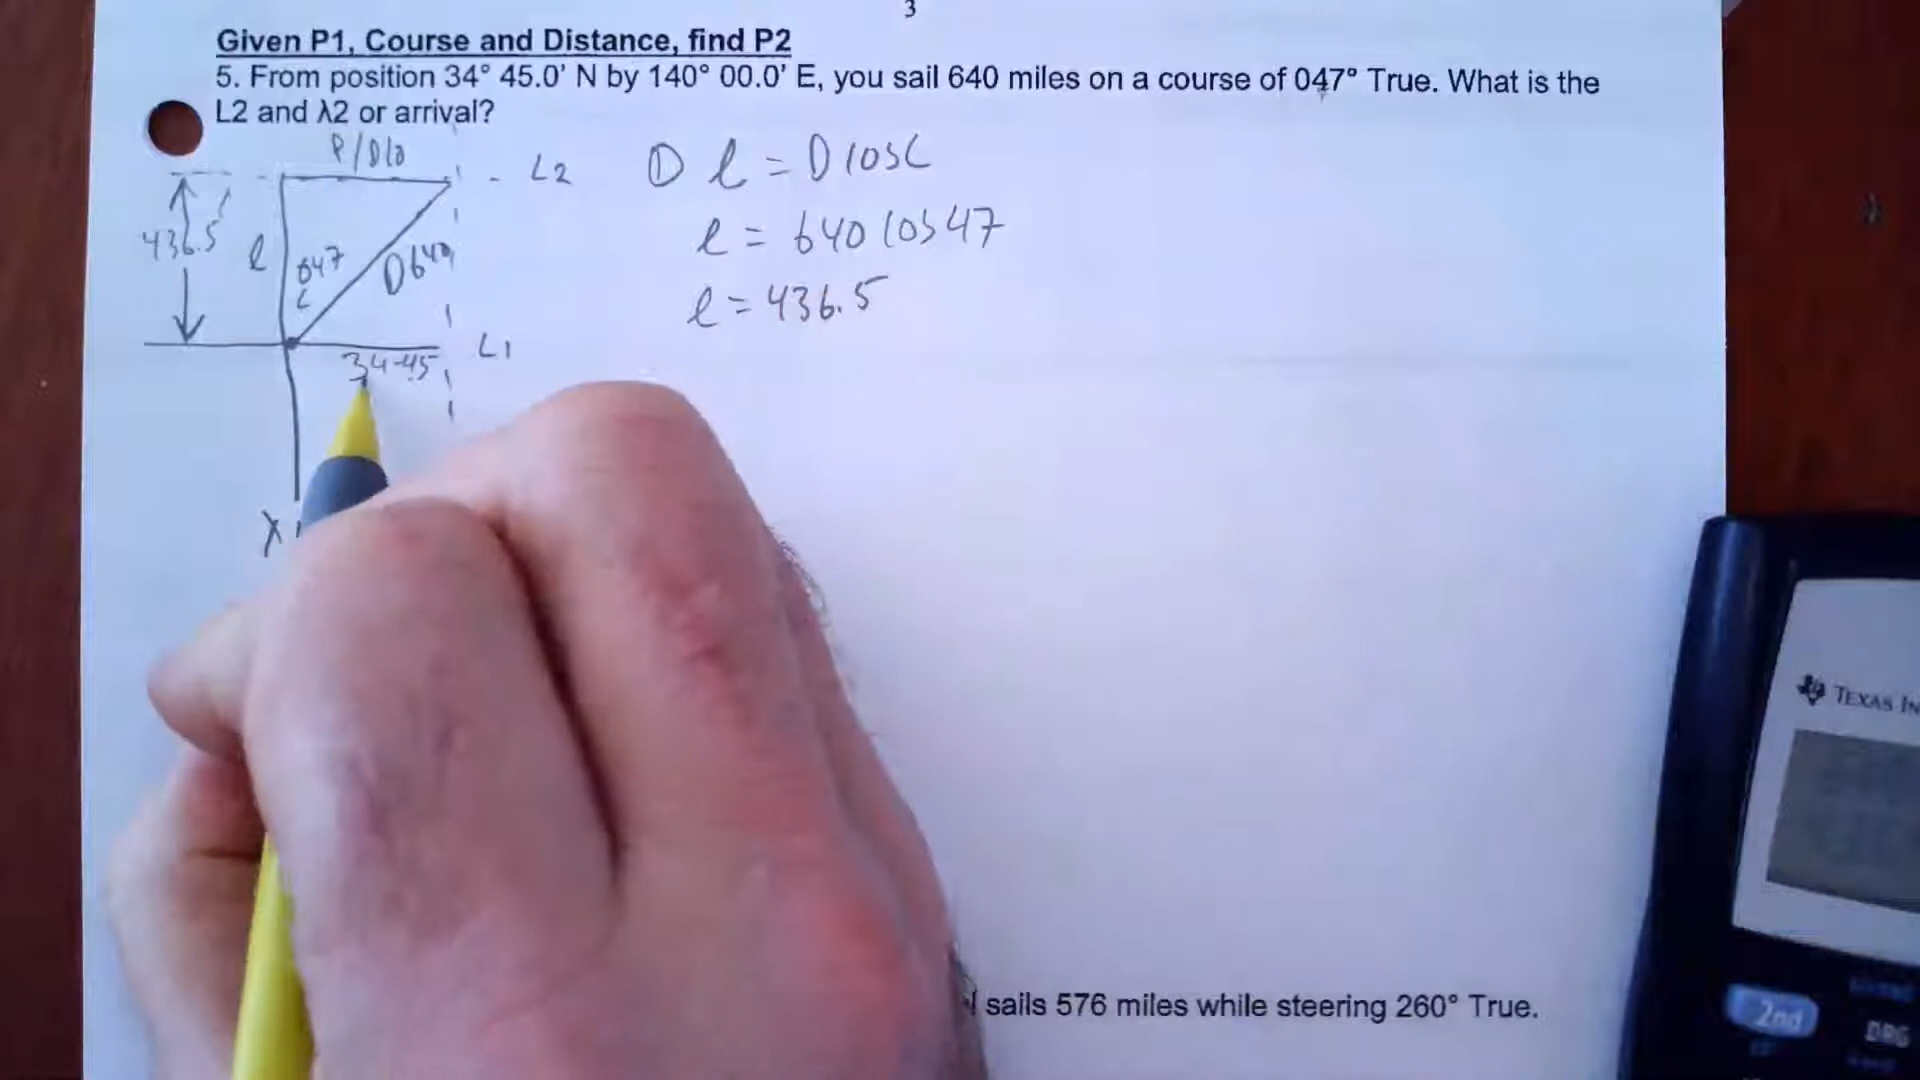 3
Given P1, Course and Distance, find P2
5. From position 34° 45.0' N by 140° 00.0' E, you sail 640 miles on a course of 047° True. What is the
L2 and λ2 or arrival?
P/Dlo
L2
① l = D cos C
436.5
l
047
C
D 640
l = 640 cos 47
l = 436.5
34-45
L1
λ1
sails 576 miles while steering 260° True.
TEXAS IN
2nd
DRG